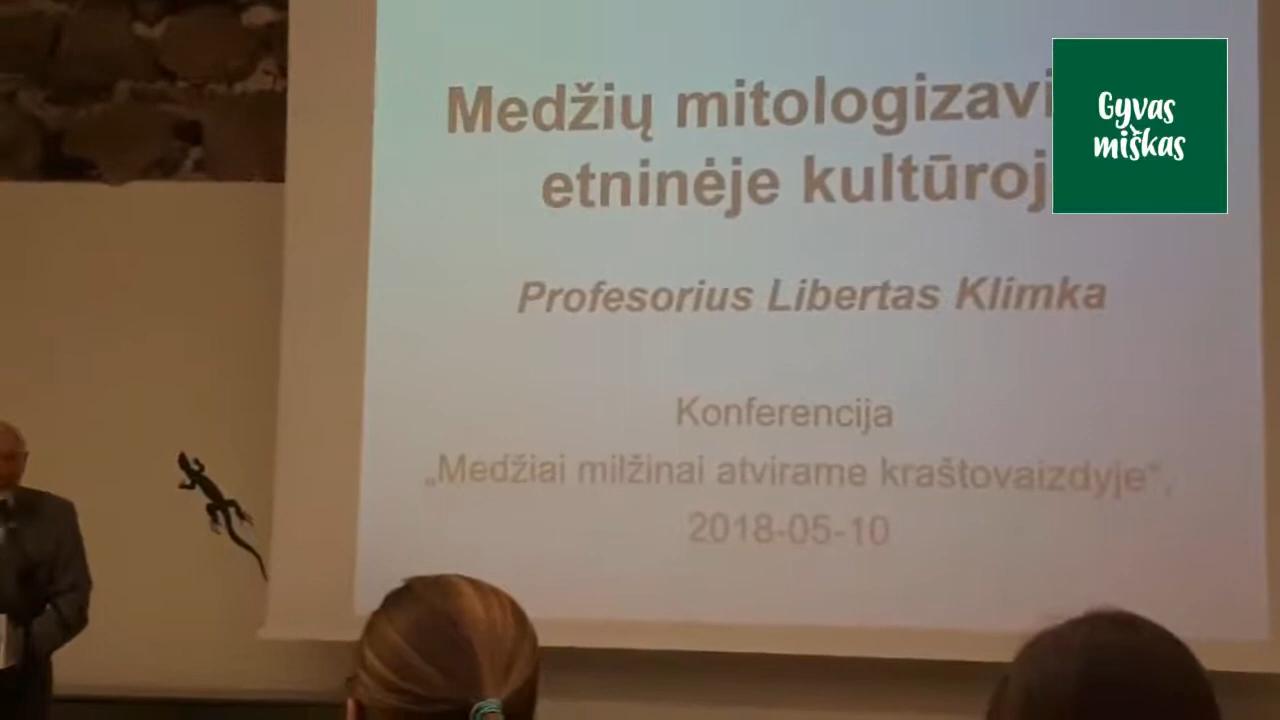 Medžių mitologizavi
etninėje kultūroj
Profesorius Libertas Klimka
Konferencija
„Medžiai milžinai atvirame kraštovaizdyje“,
2018-05-10
Gyvas
miškas